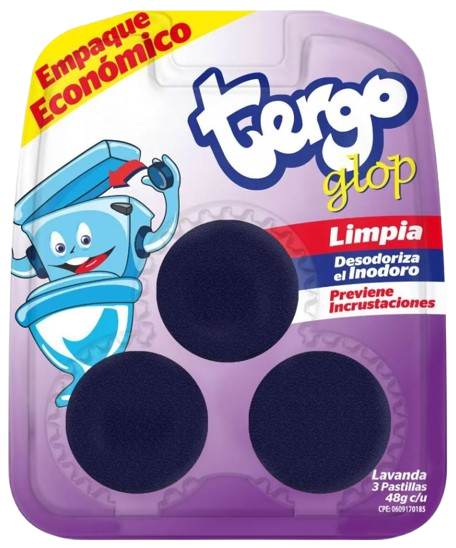 Empaque
Económico
tergo
glop
Limpia
Desodoriza
el Inodoro
Previene
Incrustaciones
Lavanda
3 Pastillas
48g c/u
CPE: 0609170185